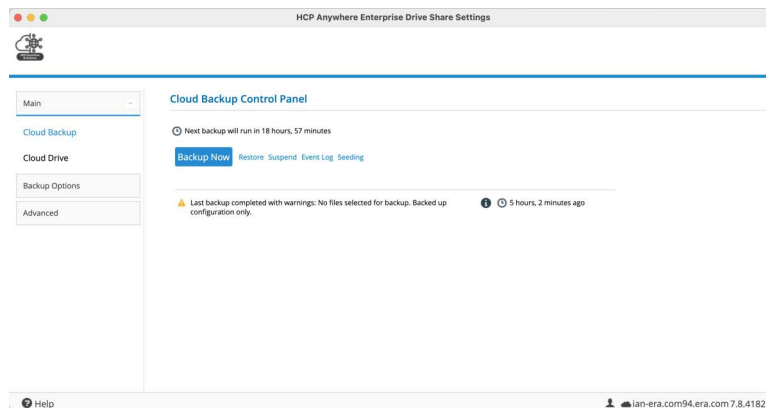 HCP Anywhere Enterprise Drive Share Settings
Main
Cloud Backup
Cloud Drive
Backup Options
Advanced
Cloud Backup Control Panel
Next backup will run in 18 hours, 57 minutes
Backup Now Restore Suspend Event Log Seeding
Last backup completed with warnings: No files selected for backup. Backed up 5 hours, 2 minutes ago
configuration only.
Help ian-era.com94.era.com 7.8.4182